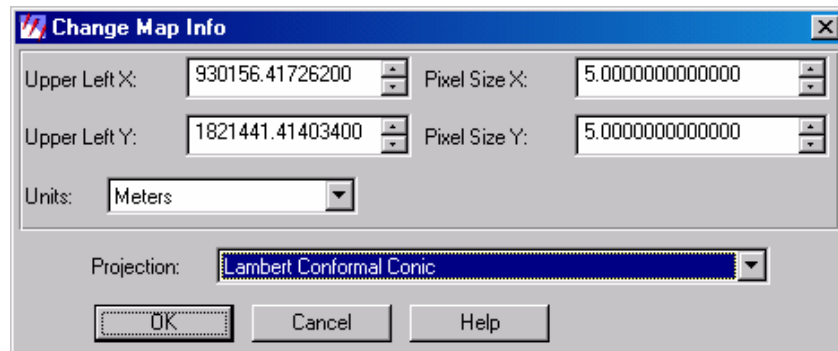 Change Map Info
Upper Left X: 930156.41726200 Pixel Size X: 5.0000000000000
Upper Left Y: 1821441.41403400 Pixel Size Y: 5.0000000000000
Units: Meters
Projection: Lambert Conformal Conic
OK Cancel Help